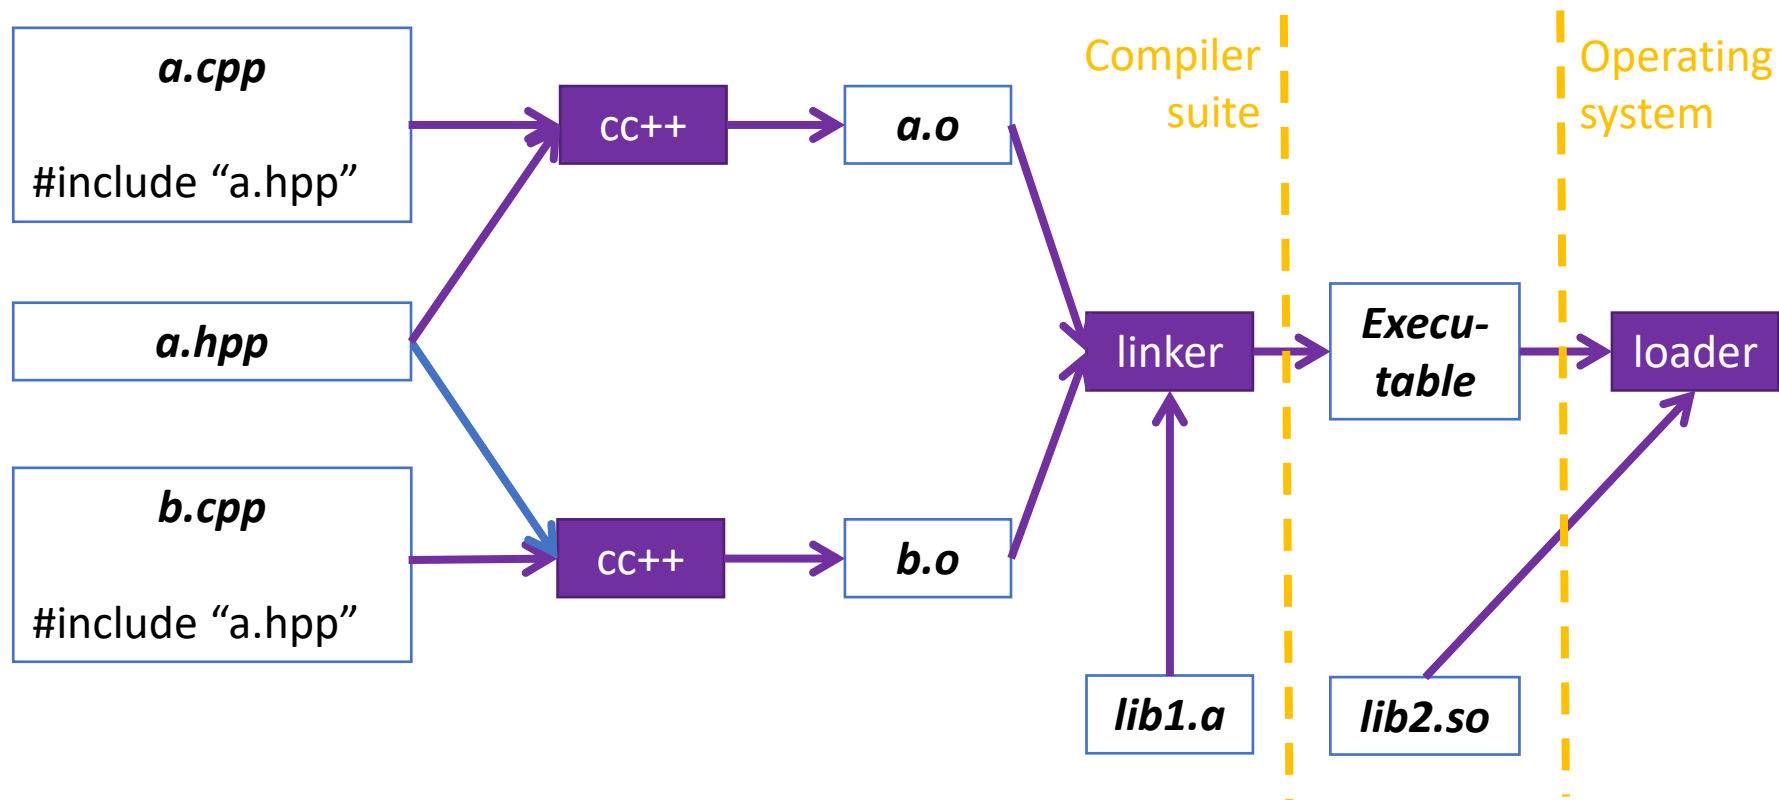 a.cpp
#include “a.hpp”
cc++
a.o
Compiler
suite
Operating
system
a.hpp
linker
Execu-
table
loader
b.cpp
#include “a.hpp”
cc++
b.o
lib1.a
lib2.so